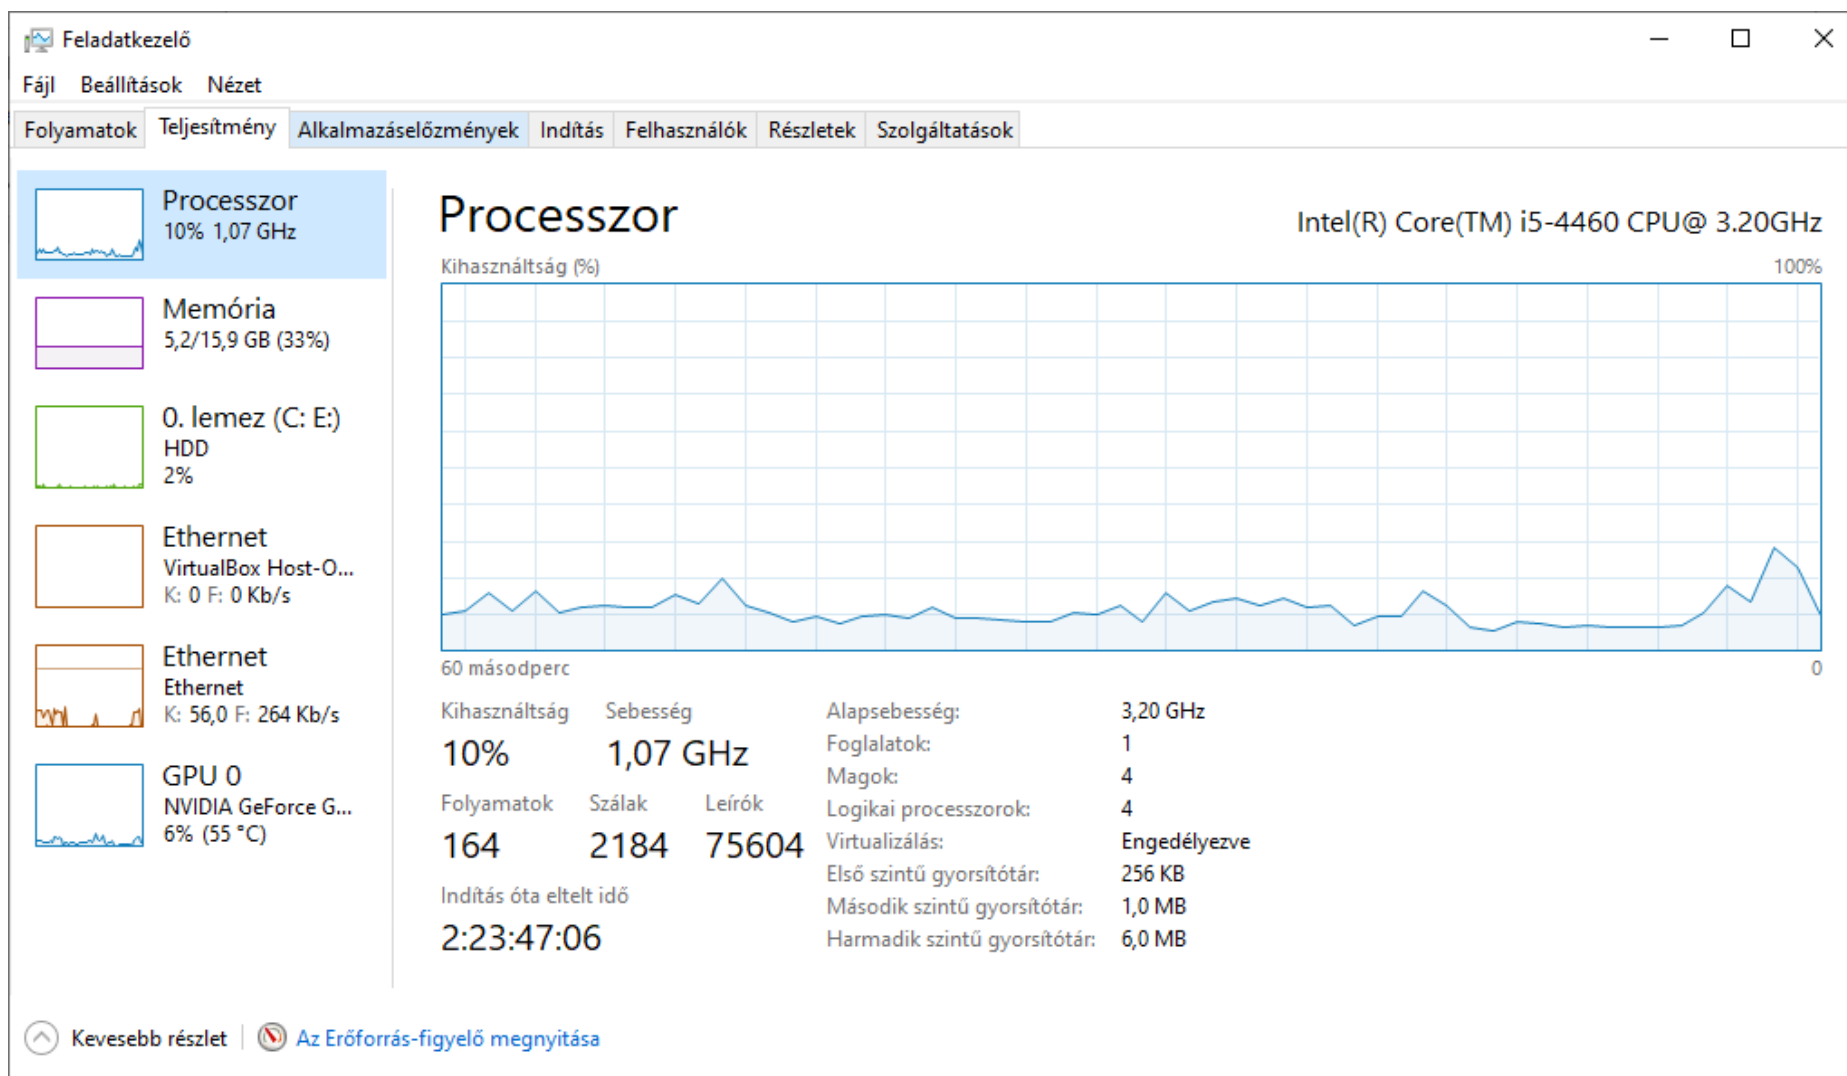 Feladatkezelő
Fájl Beállítások Nézet
Folyamatok Teljesítmény Alkalmazáselőzmények Indítás Felhasználók Részletek Szolgáltatások
Processzor
10% 1,07 GHz
Memória
5,2/15,9 GB (33%)
0. lemez (C: E:)
HDD
2%
Ethernet
VirtualBox Host-O...
K: 0 F: 0 Kb/s
Ethernet
Ethernet
K: 56,0 F: 264 Kb/s
GPU 0
NVIDIA GeForce G...
6% (55 °C)
Processzor
Intel(R) Core(TM) i5-4460 CPU@ 3.20GHz
Kihasználtság (%) 100%
60 másodperc 0
Kihasználtság Sebesség
10% 1,07 GHz
Folyamatok Szálak Leírók
164 2184 75604
Indítás óta eltelt idő
2:23:47:06
Alapsebesség: 3,20 GHz
Foglalatok: 1
Magok: 4
Logikai processzorok: 4
Virtualizálás: Engedélyezve
Első szintű gyorsítótár: 256 KB
Második szintű gyorsítótár: 1,0 MB
Harmadik szintű gyorsítótár: 6,0 MB
Kevesebb részlet Az Erőforrás-figyelő megnyitása